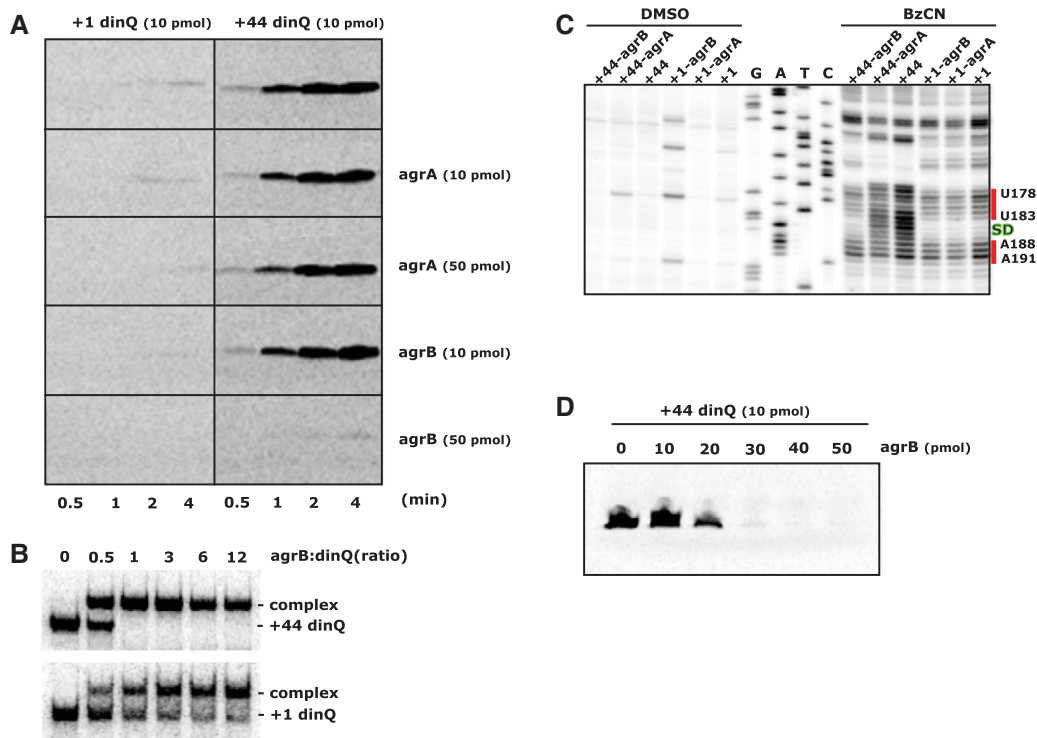 A
+1 dinQ (10 pmol) +44 dinQ (10 pmol)
agrA (10 pmol)
agrA (50 pmol)
agrB (10 pmol)
agrB (50 pmol)
0.5 1 2 4 0.5 1 2 4 (min)
B
0 0.5 1 3 6 12 agrB:dinQ(ratio)
- complex
- +44 dinQ
- complex
- +1 dinQ
C
DMSO BzCN
+44-agrB +44-agrA +44 +1-agrB +1-agrA +1 G A T C +44-agrB +44-agrA +44 +1-agrB +1-agrA +1
U178
U183
SD
A188
A191
D
+44 dinQ (10 pmol)
0 10 20 30 40 50 agrB (pmol)